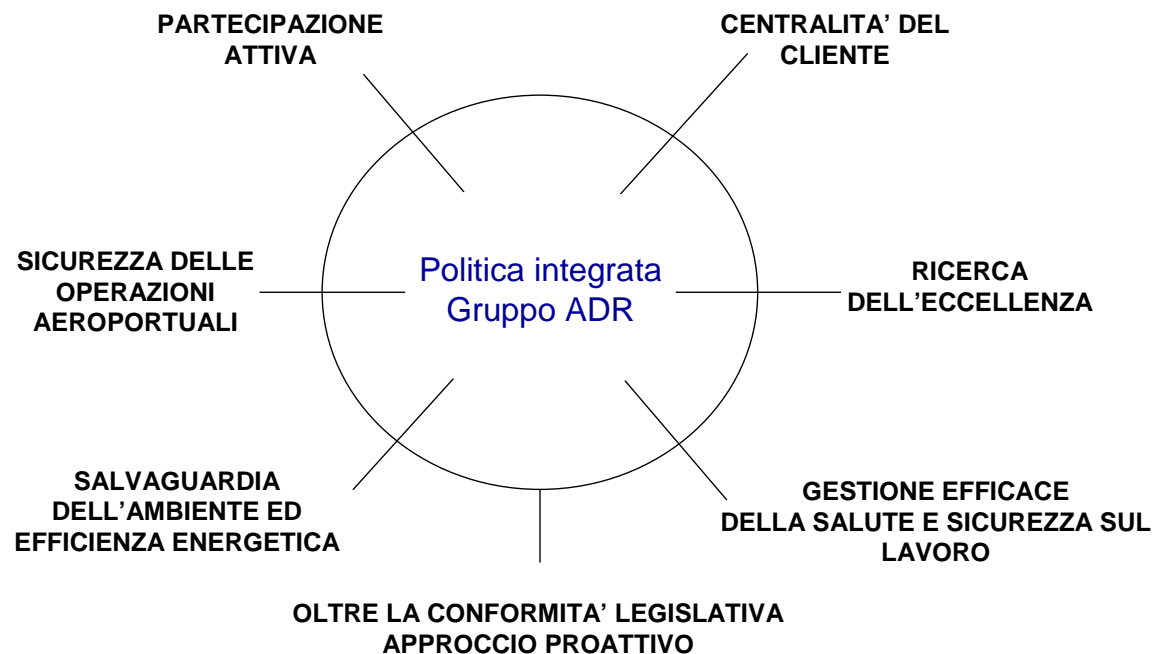 PARTECIPAZIONE
ATTIVA
CENTRALITA’ DEL
CLIENTE
SICUREZZA DELLE
OPERAZIONI
AEROPORTUALI
Politica integrata
Gruppo ADR
RICERCA
DELL’ECCELLENZA
SALVAGUARDIA
DELL’AMBIENTE ED
EFFICIENZA ENERGETICA
GESTIONE EFFICACE
DELLA SALUTE E SICUREZZA SUL
LAVORO
OLTRE LA CONFORMITA’ LEGISLATIVA
APPROCCIO PROATTIVO